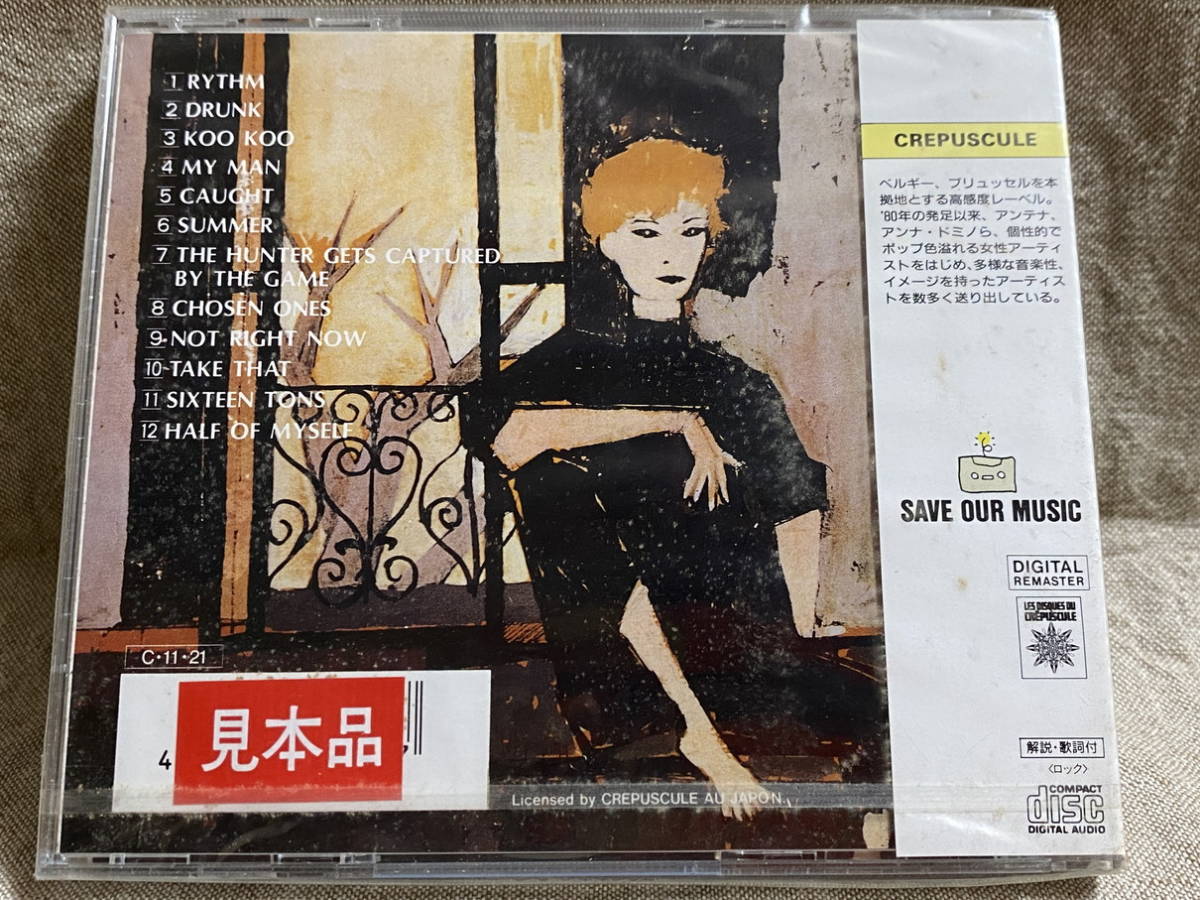 1 RYTHM
2 DRUNK
3 KOO KOO
4 MY MAN
5 CAUGHT
6 SUMMER
7 THE HUNTER GETS CAPTURED
BY THE GAME
8 CHOSEN ONES
9 NOT RIGHT NOW
10 TAKE THAT
11 SIXTEEN TONS
12 HALF OF MYSELF
C・11・21
4
見本品
Licensed by CREPUSCULE AU JAPON.
CREPUSCULE
ベルギー、ブリュッセルを本
拠地とする高感度レーベル。
'80年の発足以来、アンテナ、
アンナ・ドミノら、個性的で
ポップ色溢れる女性アーティ
ストをはじめ、多様な音楽性、
イメージを持ったアーティス
トを数多く送り出している。
SAVE OUR MUSIC
DIGITAL
REMASTER
LES DISQUES DU
CRÉPUSCULE
解説・歌詞付
〈ロック〉
COMPACT
disc
DIGITAL AUDIO